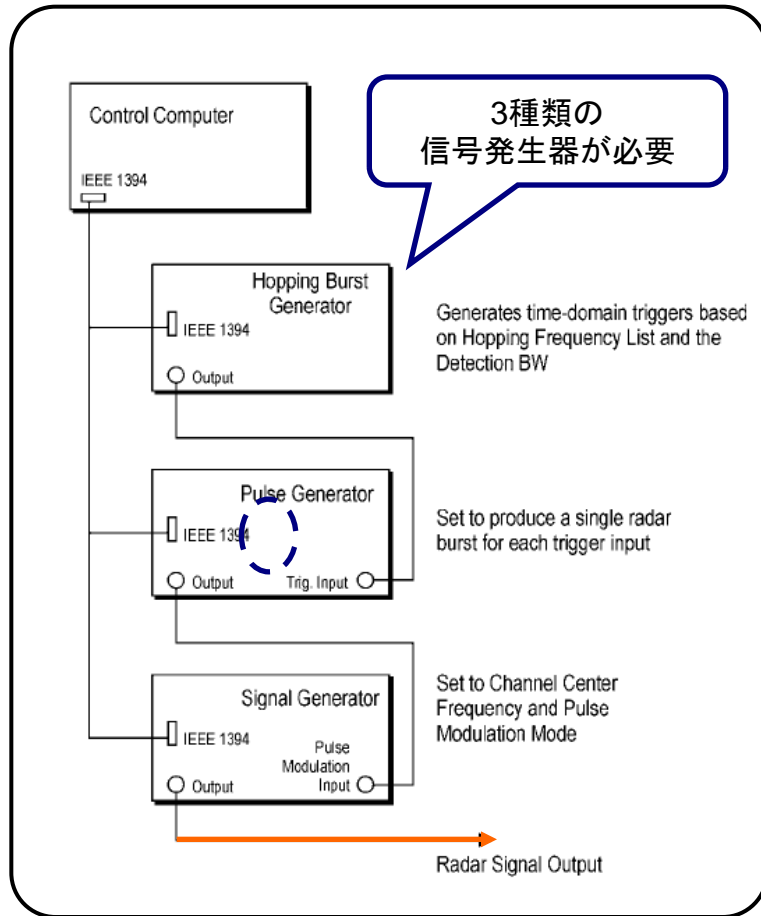 Control Computer
IEEE 1394
3種類の
信号発生器が必要
Hopping Burst
Generator
IEEE 1394
Output
Generates time-domain triggers based
on Hopping Frequency List and the
Detection BW
Pulse Generator
IEEE 1394
Output
Trig. Input
Set to produce a single radar
burst for each trigger input
Signal Generator
IEEE 1394
Pulse
Modulation
Input
Output
Set to Channel Center
Frequency and Pulse
Modulation Mode
Radar Signal Output